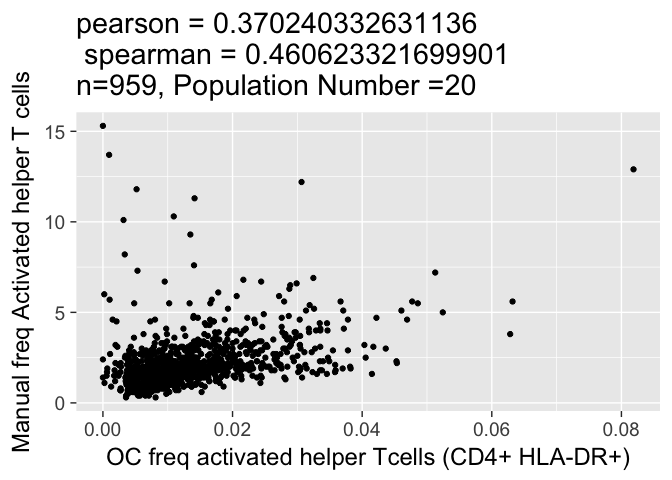 pearson = 0.370240332631136
spearman = 0.460623321699901
n=959, Population Number =20
Manual freq Activated helper T cells
15
10
5
0
0.00 0.02 0.04 0.06 0.08
OC freq activated helper Tcells (CD4+ HLA-DR+)